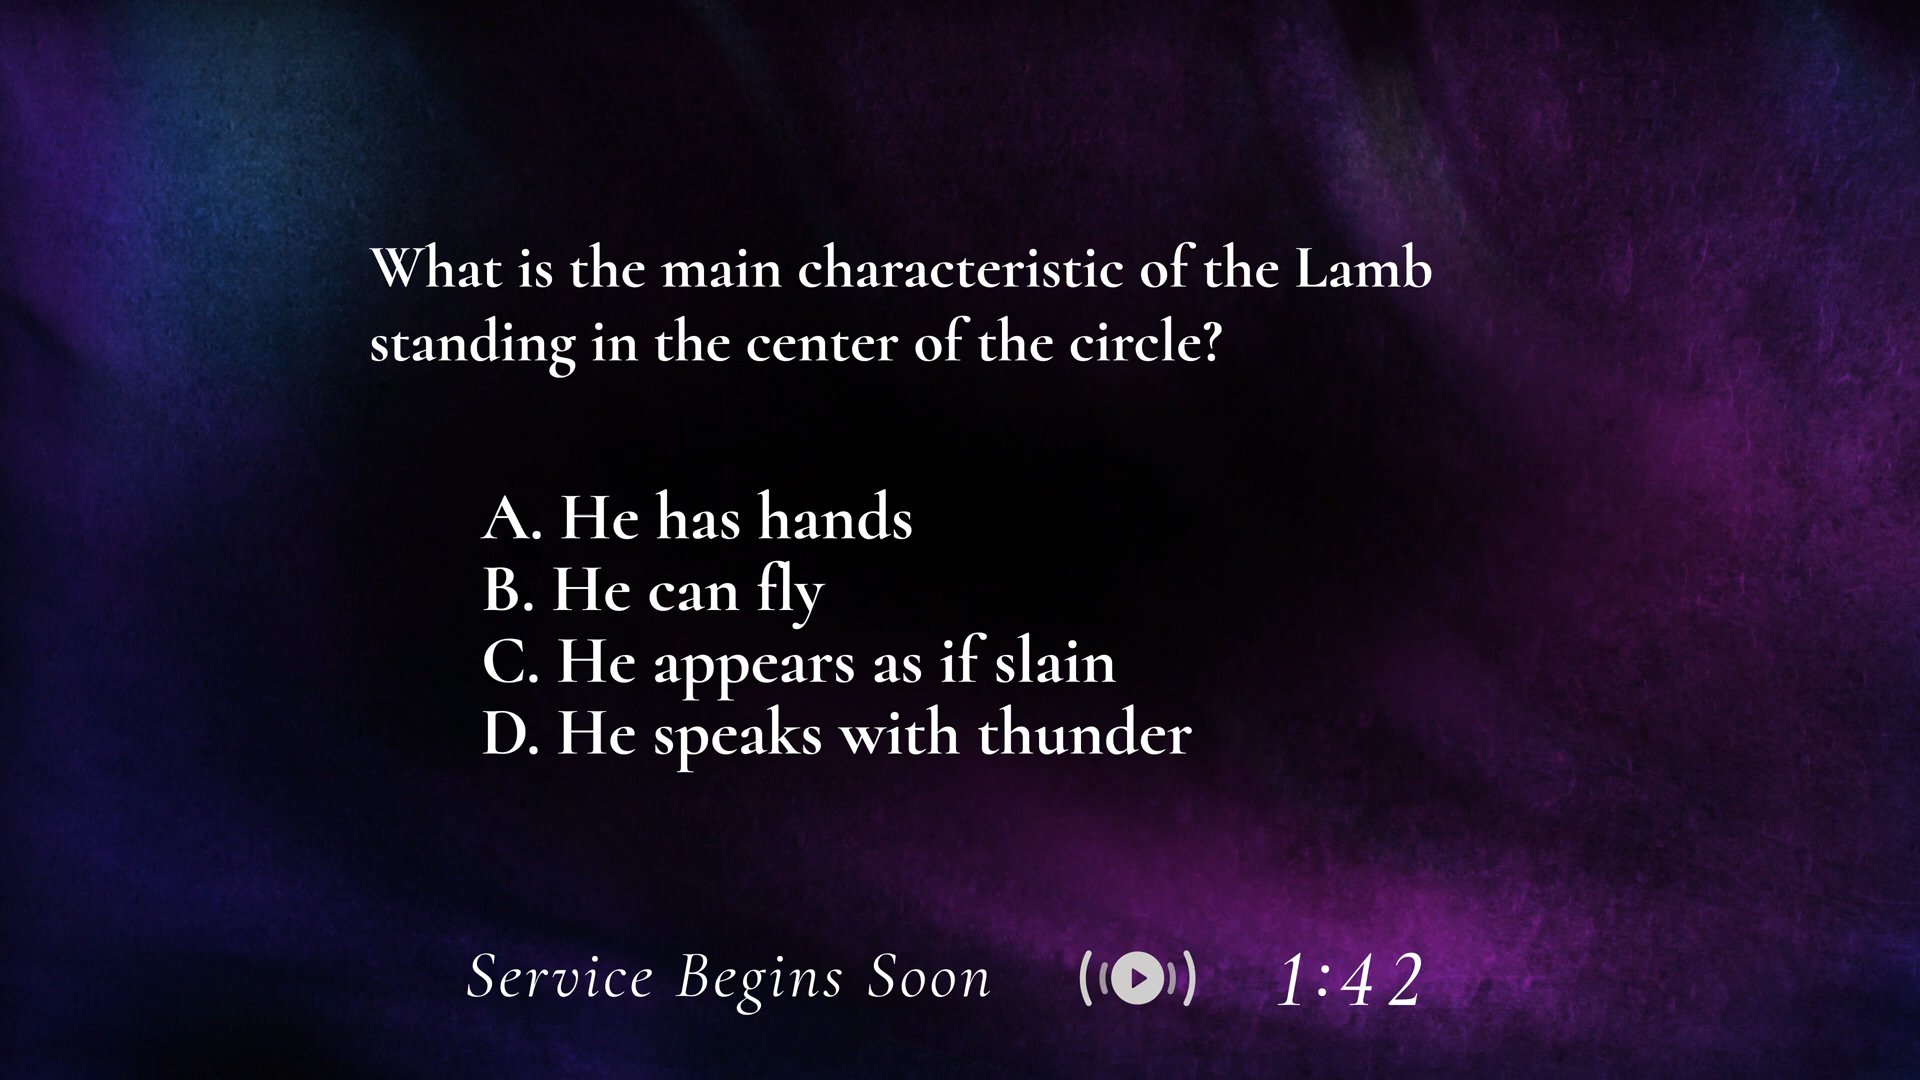 What is the main characteristic of the Lamb
standing in the center of the circle?
A. He has hands
B. He can fly
C. He appears as if slain
D. He speaks with thunder
Service Begins Soon 1:42